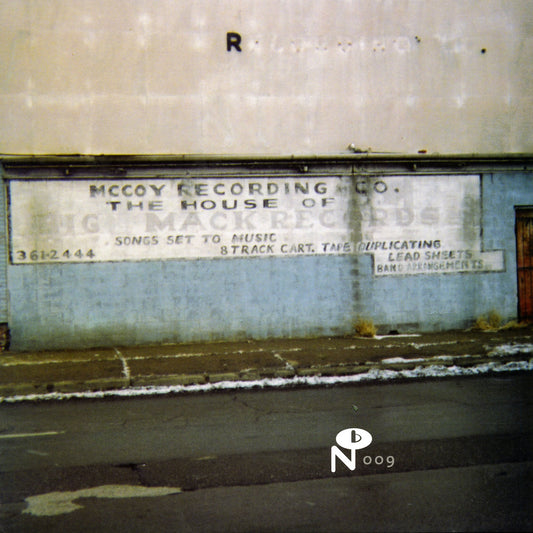 R
MCCOY RECORDING CO.
THE HOUSE OF
BIG MACK RECORDS
SONGS SET TO MUSIC
361-2444 8 TRACK CART. TAPE DUPLICATING
LEAD SHEETS
BAND ARRANGEMENTS
N b 009